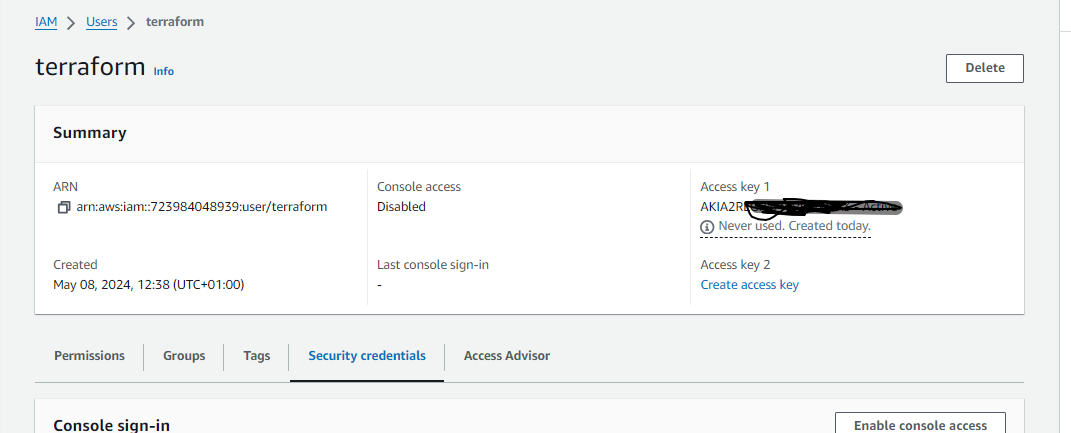 IAM > Users > terraform
terraform Info
Delete
Summary
ARN
arn:aws:iam::723984048939:user/terraform
Console access
Disabled
Access key 1
AKIA2RE
Never used. Created today.
Created
May 08, 2024, 12:38 (UTC+01:00)
Last console sign-in
-
Access key 2
Create access key
Permissions Groups Tags Security credentials Access Advisor
Console sign-in
Enable console access